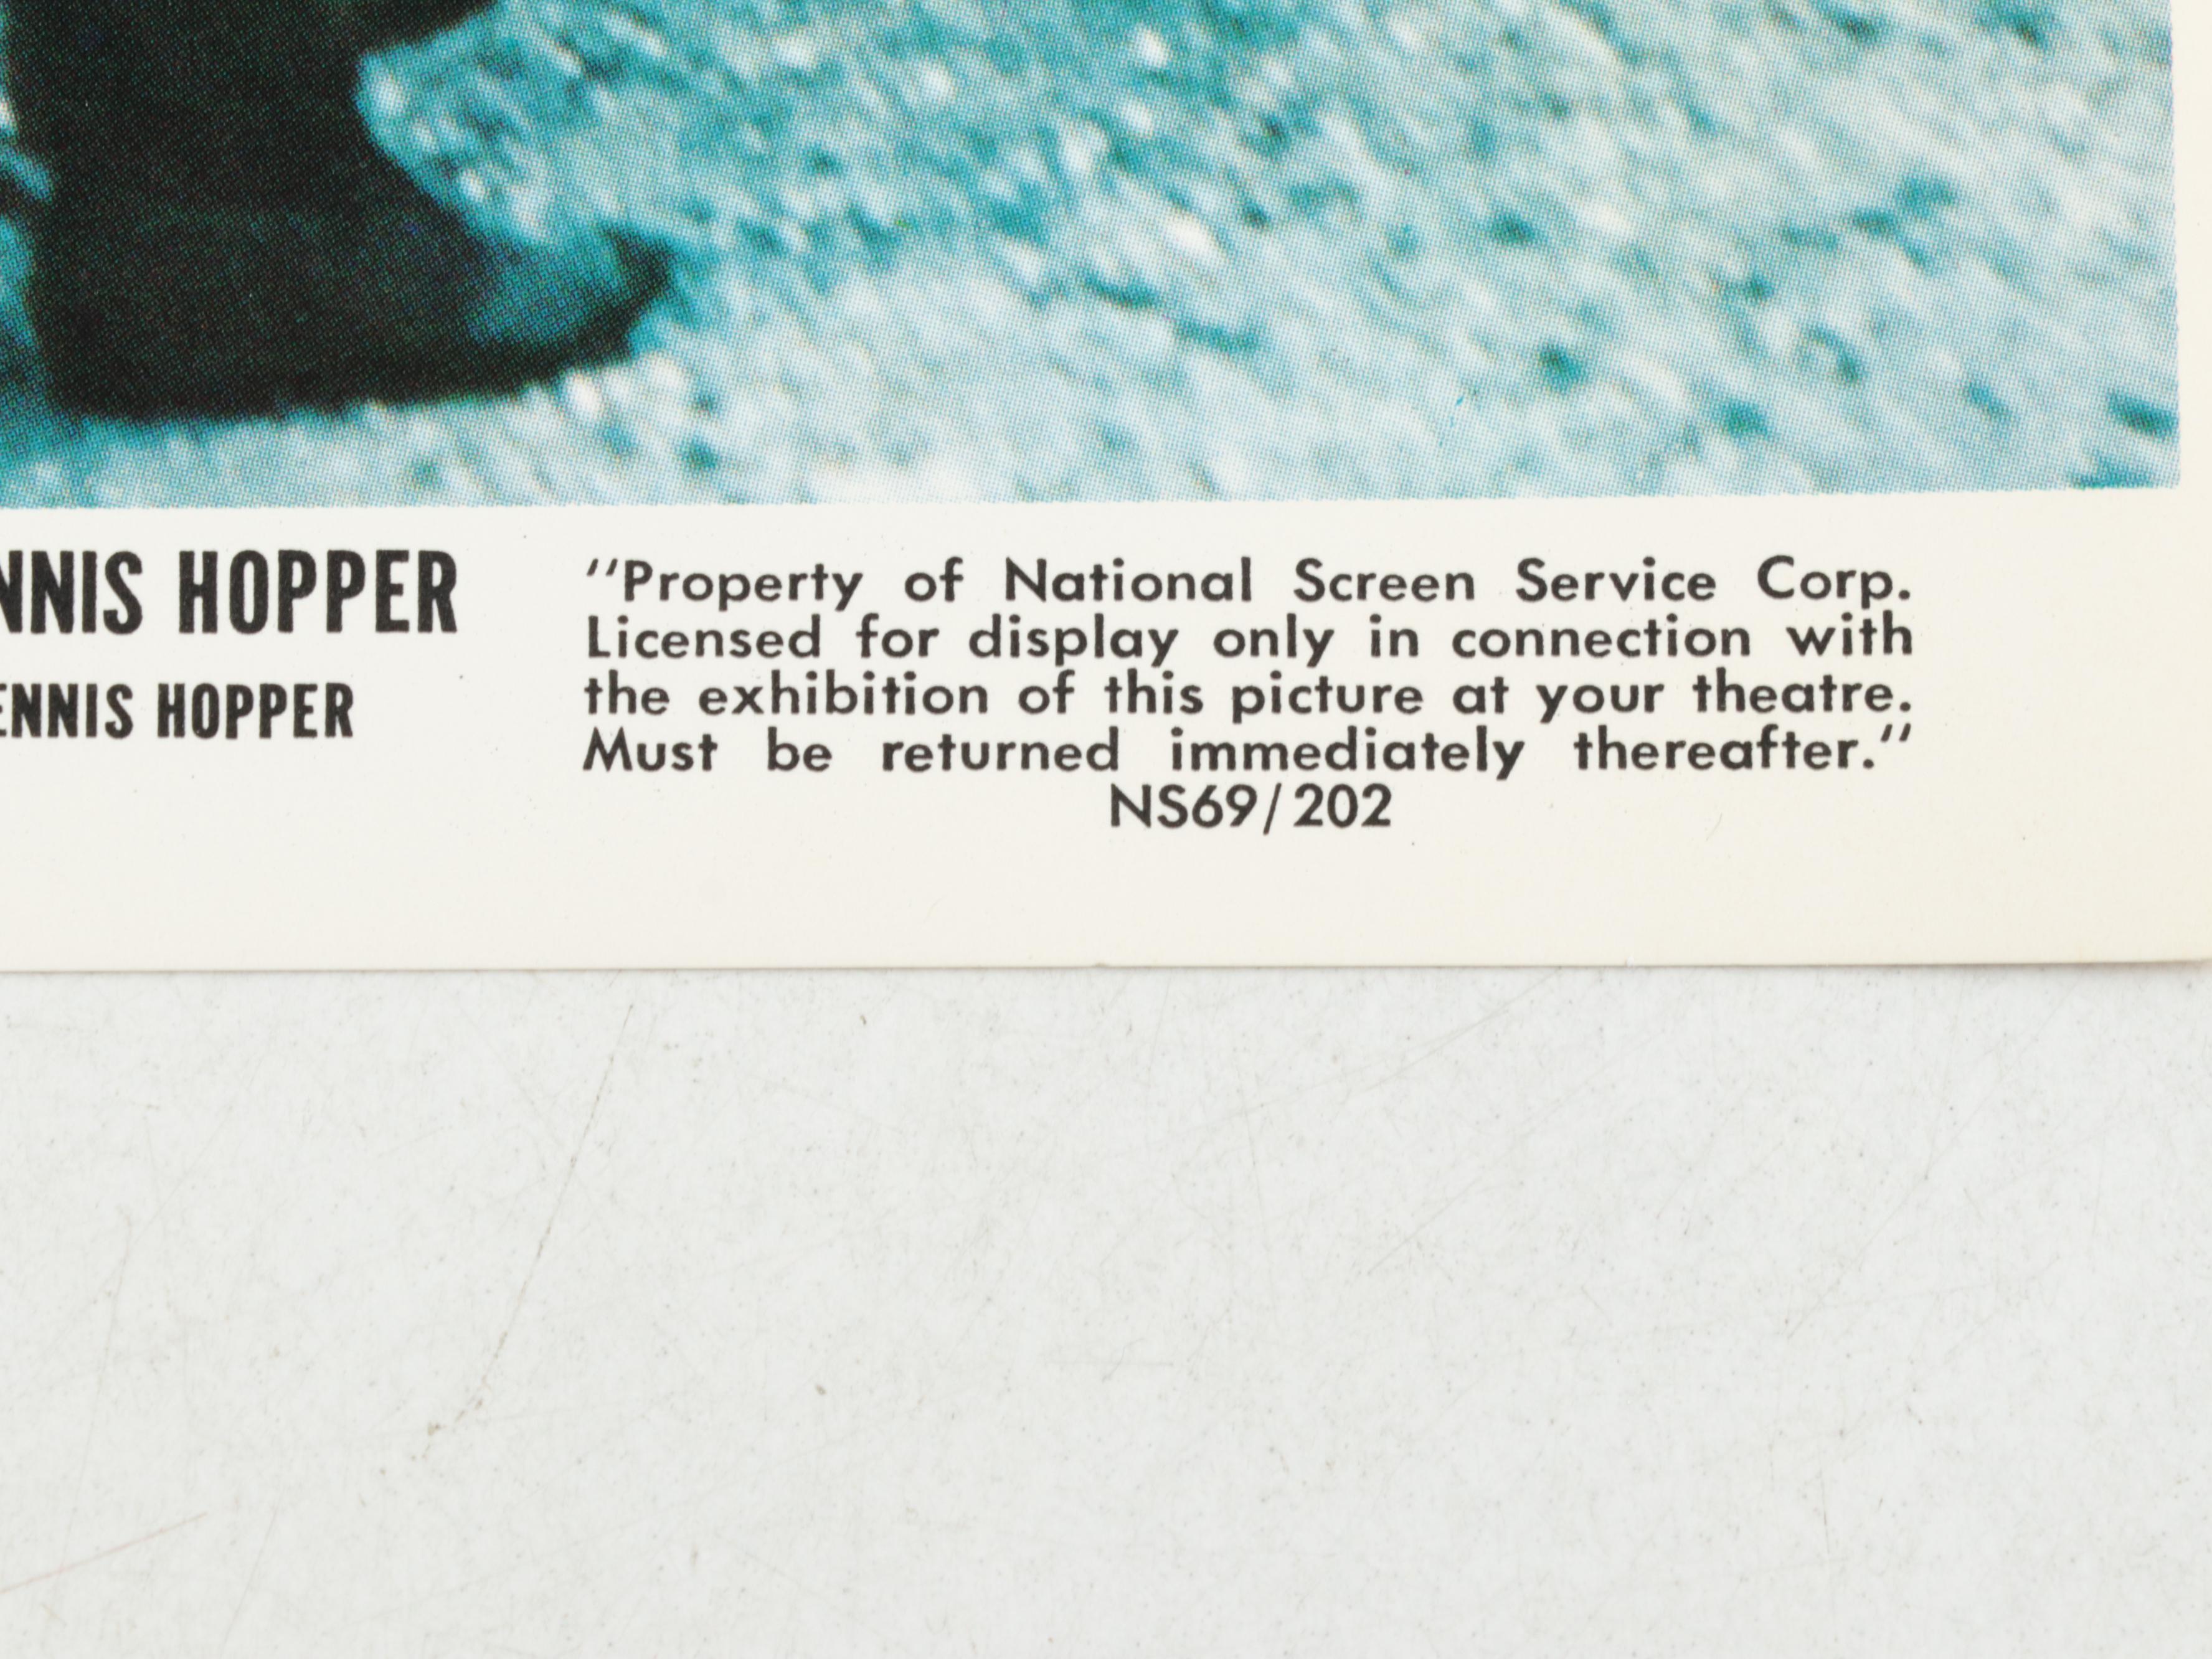 NNIS HOPPER
ENNIS HOPPER
"Property of National Screen Service Corp.
Licensed for display only in connection with
the exhibition of this picture at your theatre.
Must be returned immediately thereafter."
NS69/202